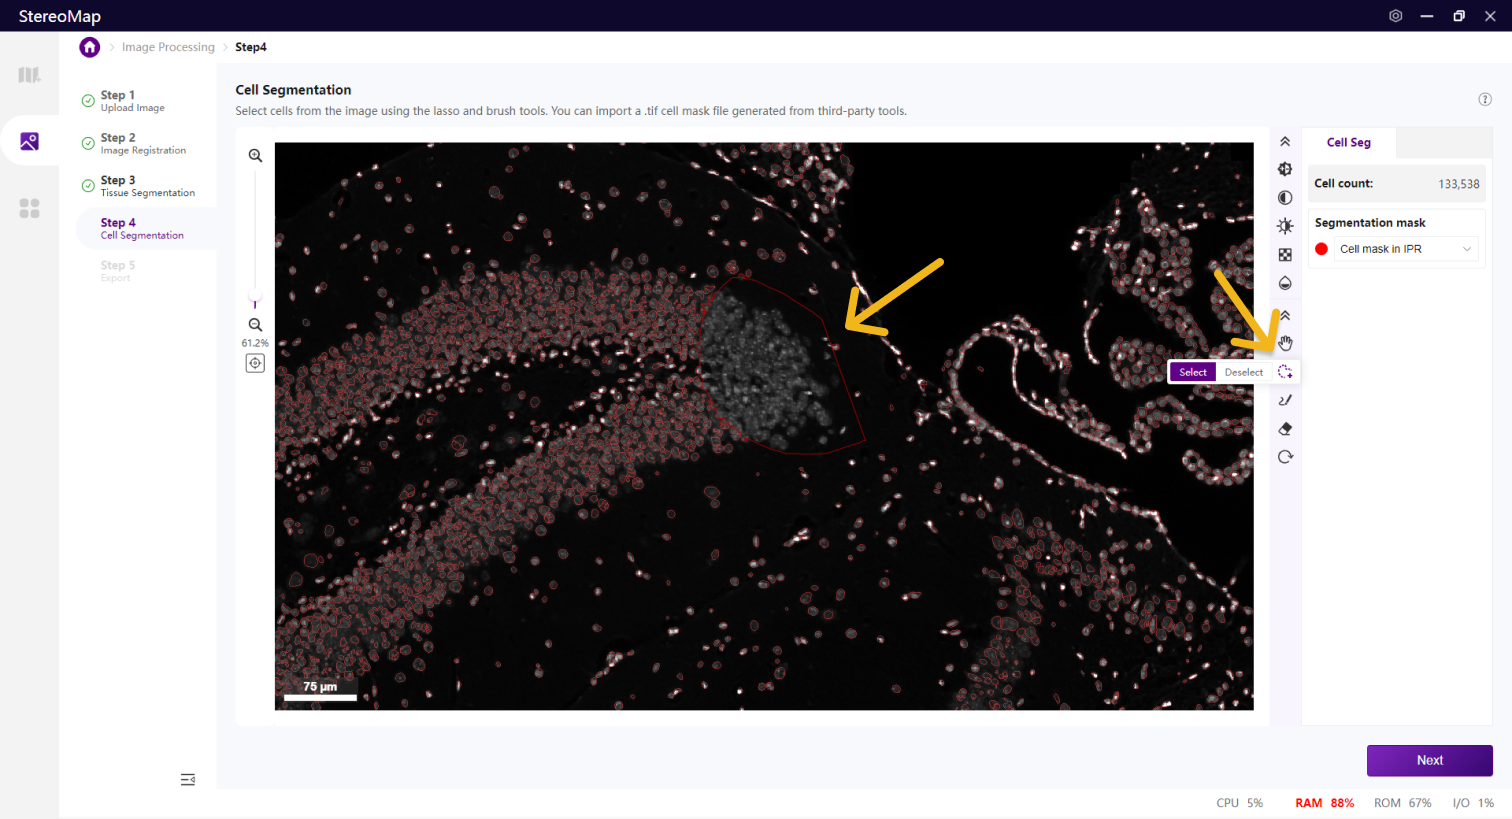 StereoMap
Image Processing
Step4
Step 1
Upload Image
Step 2
Image Registration
Step 3
Tissue Segmentation
Step 4
Cell Segmentation
Step 5
Export
Cell Segmentation
Select cells from the image using the lasso and brush tools. You can import a .tif cell mask file generated from third-party tools.
61.2%
75 μm
Select Deselect
Cell Seg
Cell count: 133,538
Segmentation mask
Cell mask in IPR
Next
CPU 5% RAM 88% ROM 67% I/O 1%